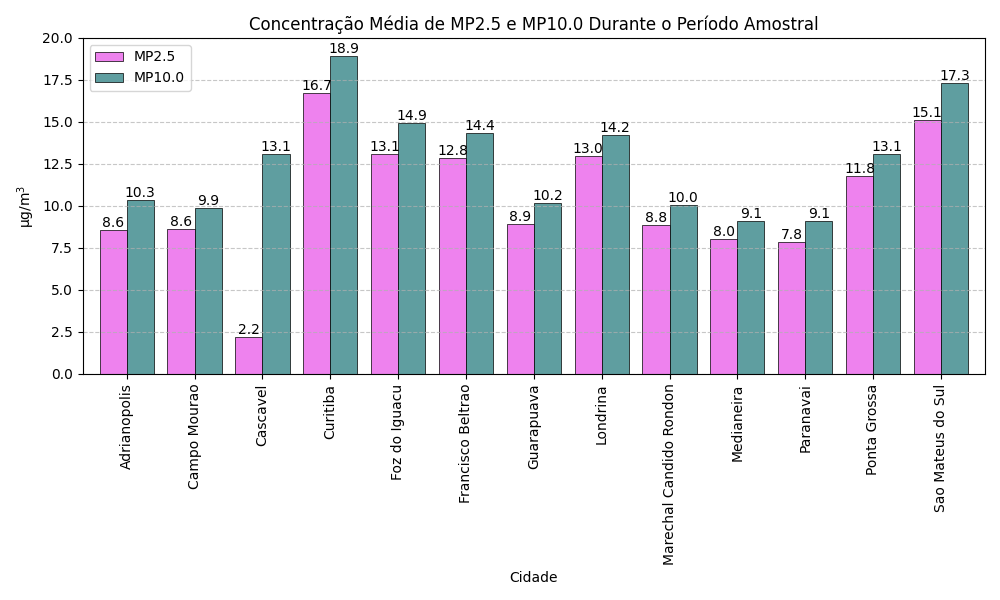 Concentração Média de MP2.5 e MP10.0 Durante o Período Amostral
MP2.5
MP10.0
µg/m³
20.0
17.5
15.0
12.5
10.0
7.5
5.0
2.5
0.0
8.6 10.3
8.6 9.9
2.2 13.1
16.7 18.9
13.1 14.9
12.8 14.4
8.9 10.2
13.0 14.2
8.8 10.0
8.0 9.1
7.8 9.1
11.8 13.1
15.1 17.3
Adrianopolis
Campo Mourao
Cascavel
Curitiba
Foz do Iguacu
Francisco Beltrao
Guarapuava
Londrina
Marechal Candido Rondon
Medianeira
Paranavai
Ponta Grossa
Sao Mateus do Sul
Cidade